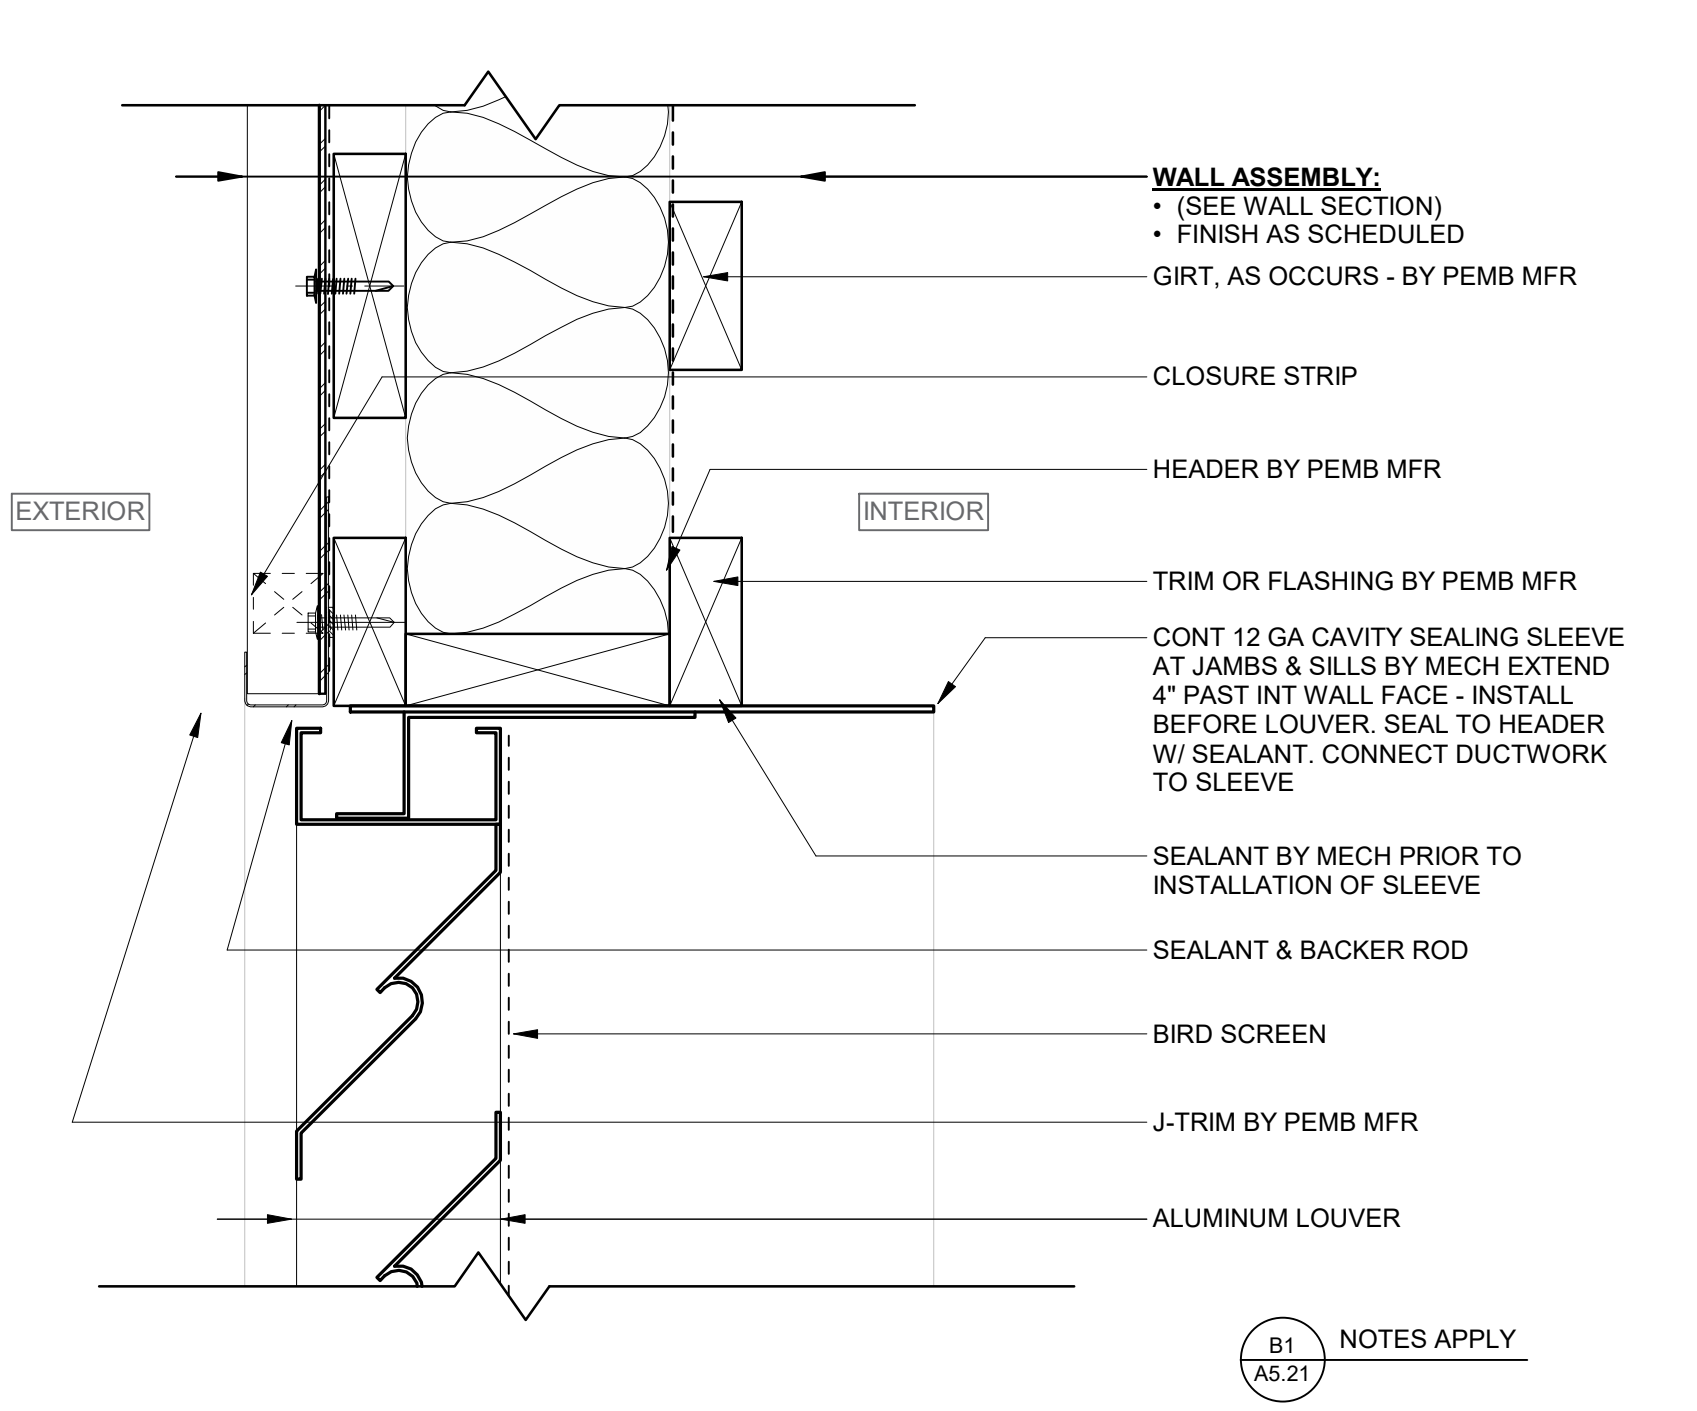 WALL ASSEMBLY:
• (SEE WALL SECTION)
• FINISH AS SCHEDULED
GIRT, AS OCCURS - BY PEMB MFR
CLOSURE STRIP
HEADER BY PEMB MFR
EXTERIOR
INTERIOR
TRIM OR FLASHING BY PEMB MFR
CONT 12 GA CAVITY SEALING SLEEVE
AT JAMBS & SILLS BY MECH EXTEND
4" PAST INT WALL FACE - INSTALL
BEFORE LOUVER. SEAL TO HEADER
W/ SEALANT. CONNECT DUCTWORK
TO SLEEVE
SEALANT BY MECH PRIOR TO
INSTALLATION OF SLEEVE
SEALANT & BACKER ROD
BIRD SCREEN
J-TRIM BY PEMB MFR
ALUMINUM LOUVER
B1
A5.21
NOTES APPLY